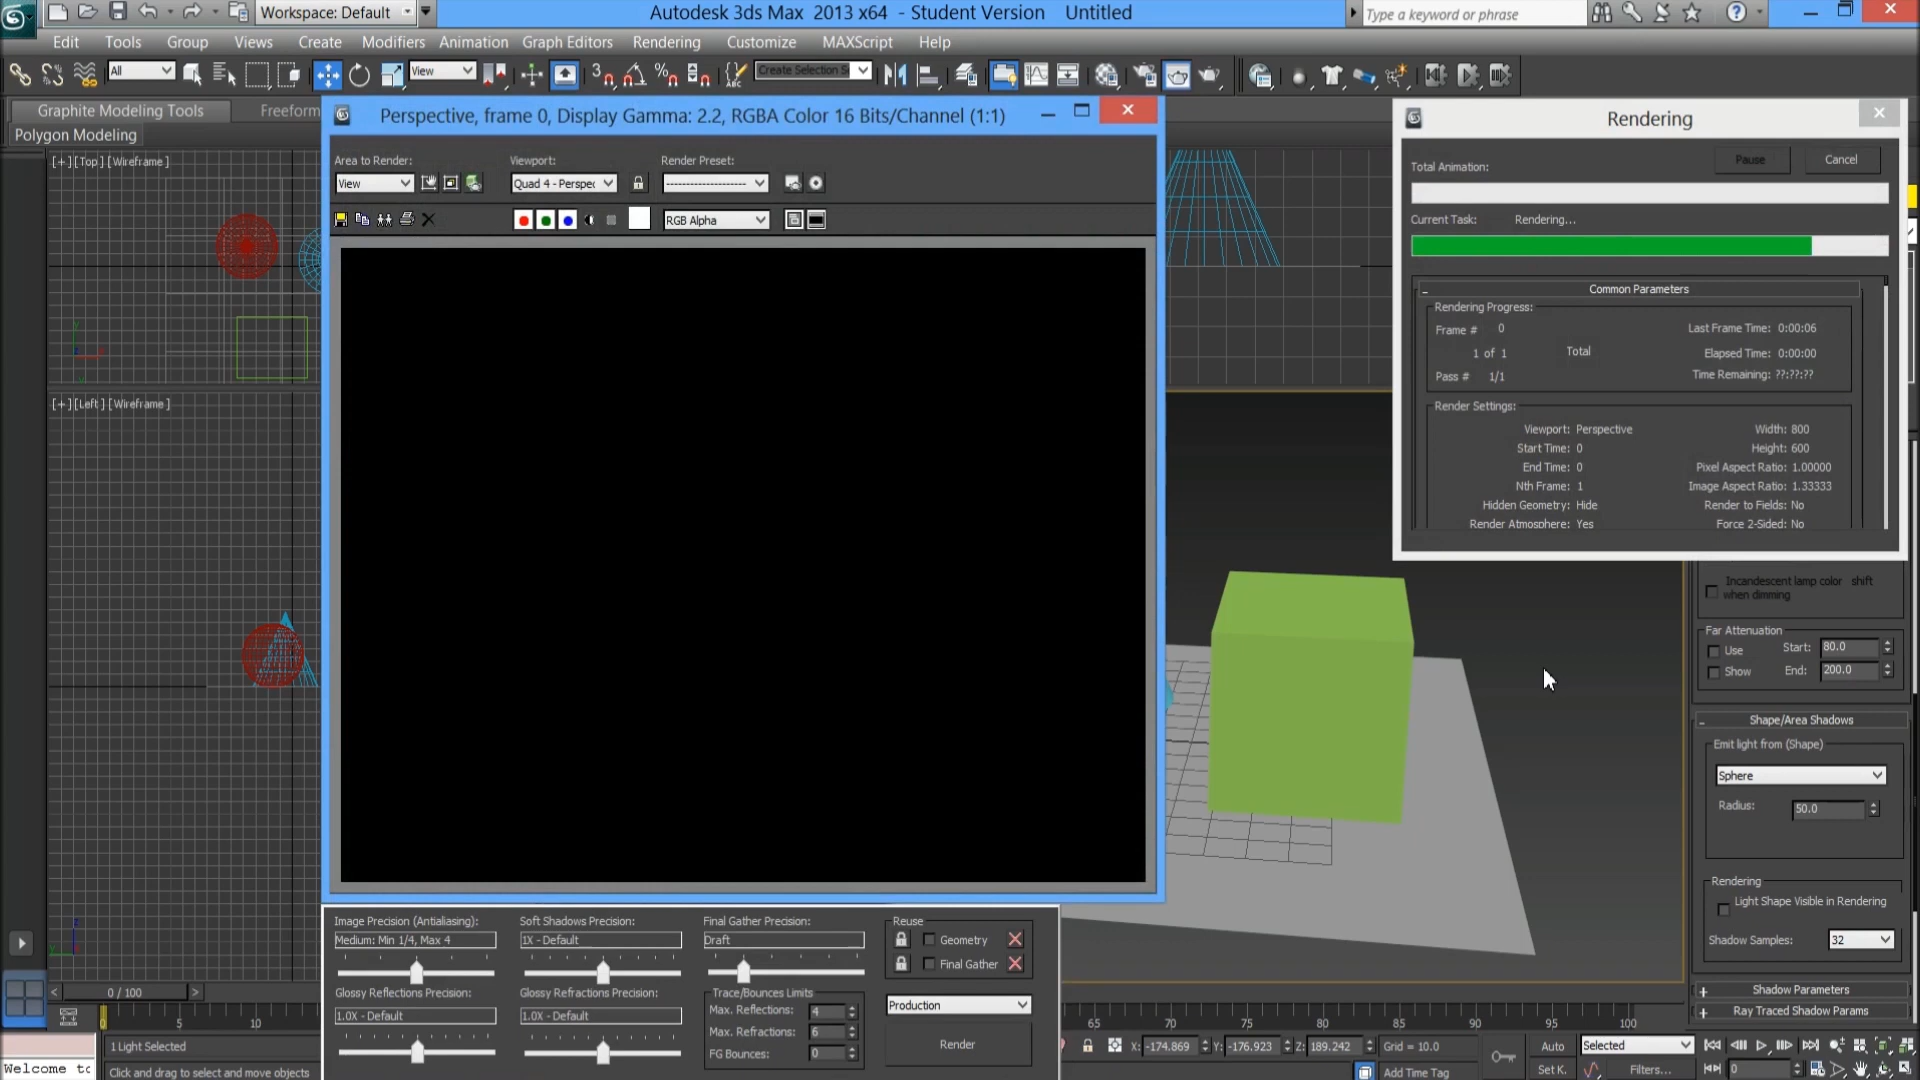 Workspace: Default
Autodesk 3ds Max 2013 x64 - Student Version Untitled
Type a keyword or phrase
Edit Tools Group Views Create Modifiers Animation Graph Editors Rendering Customize MAXScript Help
All
View
Create Selection S
Graphite Modeling Tools
Freeform
Polygon Modeling
[+][Top][Wireframe]
[+][Left][Wireframe]
Perspective, frame 0, Display Gamma: 2.2, RGBA Color 16 Bits/Channel (1:1)
Area to Render:
Viewport:
Render Preset:
View
Quad 4 - Perspec
--------------------
RGB Alpha
Rendering
Total Animation:
Pause
Cancel
Current Task: Rendering...
Common Parameters
Rendering Progress:
Frame # 0
Last Frame Time: 0:00:06
1 of 1 Total
Elapsed Time: 0:00:00
Pass # 1/1
Time Remaining: ??:??:??
Render Settings:
Viewport: Perspective
Width: 800
Start Time: 0
Height: 600
End Time: 0
Pixel Aspect Ratio: 1.00000
Nth Frame: 1
Image Aspect Ratio: 1.33333
Hidden Geometry: Hide
Render to Fields: No
Render Atmosphere: Yes
Force 2-Sided: No
Incandescent lamp color shift
when dimming
Far Attenuation
Use Start: 80.0
Show End: 200.0
Shape/Area Shadows
Emit light from (Shape)
Sphere
Radius: 50.0
Rendering
Light Shape Visible in Rendering
Shadow Samples: 32
Shadow Parameters
Ray Traced Shadow Params
Image Precision (Antialiasing):
Medium: Min 1/4, Max 4
Soft Shadows Precision:
1X - Default
Final Gather Precision:
Draft
Reuse
Geometry
Final Gather
Glossy Reflections Precision:
1.0X - Default
Glossy Refractions Precision:
1.0X - Default
Trace/Bounces Limits
Max. Reflections: 4
Max. Refractions: 6
FG Bounces: 0
Production
Render
0 / 100
5 10
65 70 75 80 85 90 95 100
1 Light Selected
Welcome to
Click and drag to select and move objects
X: -174.869 Y: -176.923 Z: 189.242 Grid = 10.0
Add Time Tag
Auto
Selected
Set K.
Filters...
0